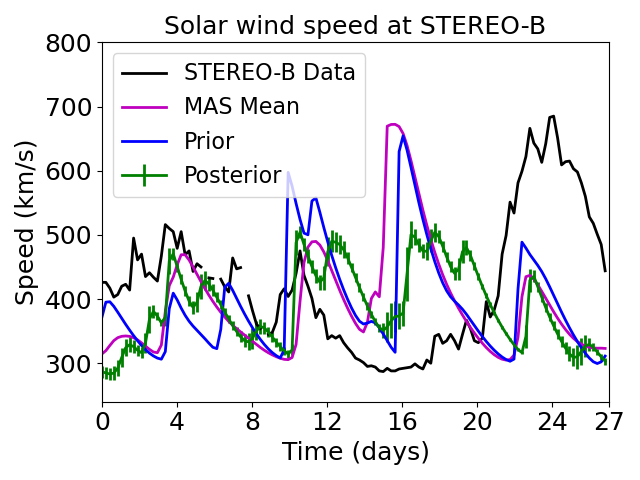 Solar wind speed at STEREO-B
800
700
600
500
400
300
Speed (km/s)
STEREO-B Data
MAS Mean
Prior
Posterior
0 4 8 12 16 20 24 27
Time (days)